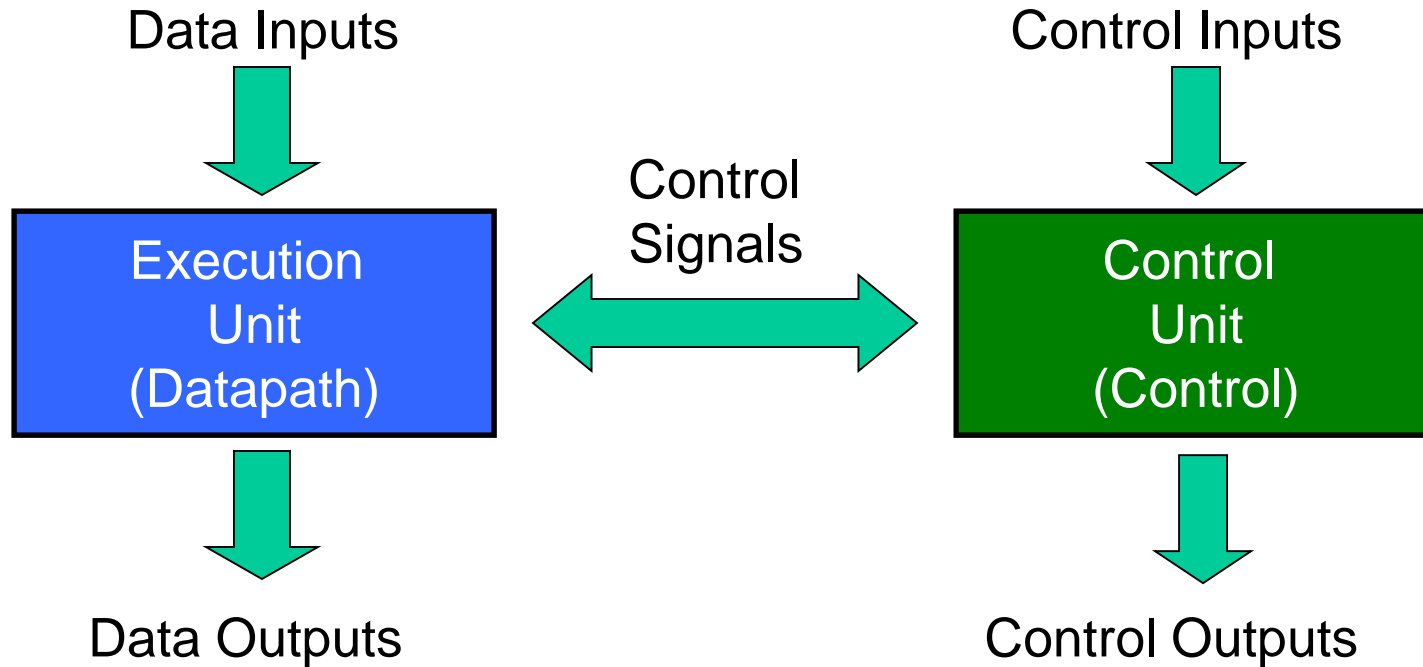 Data Inputs
Control Inputs
Control
Signals
Execution
Unit
(Datapath)
Control
Unit
(Control)
Data Outputs
Control Outputs